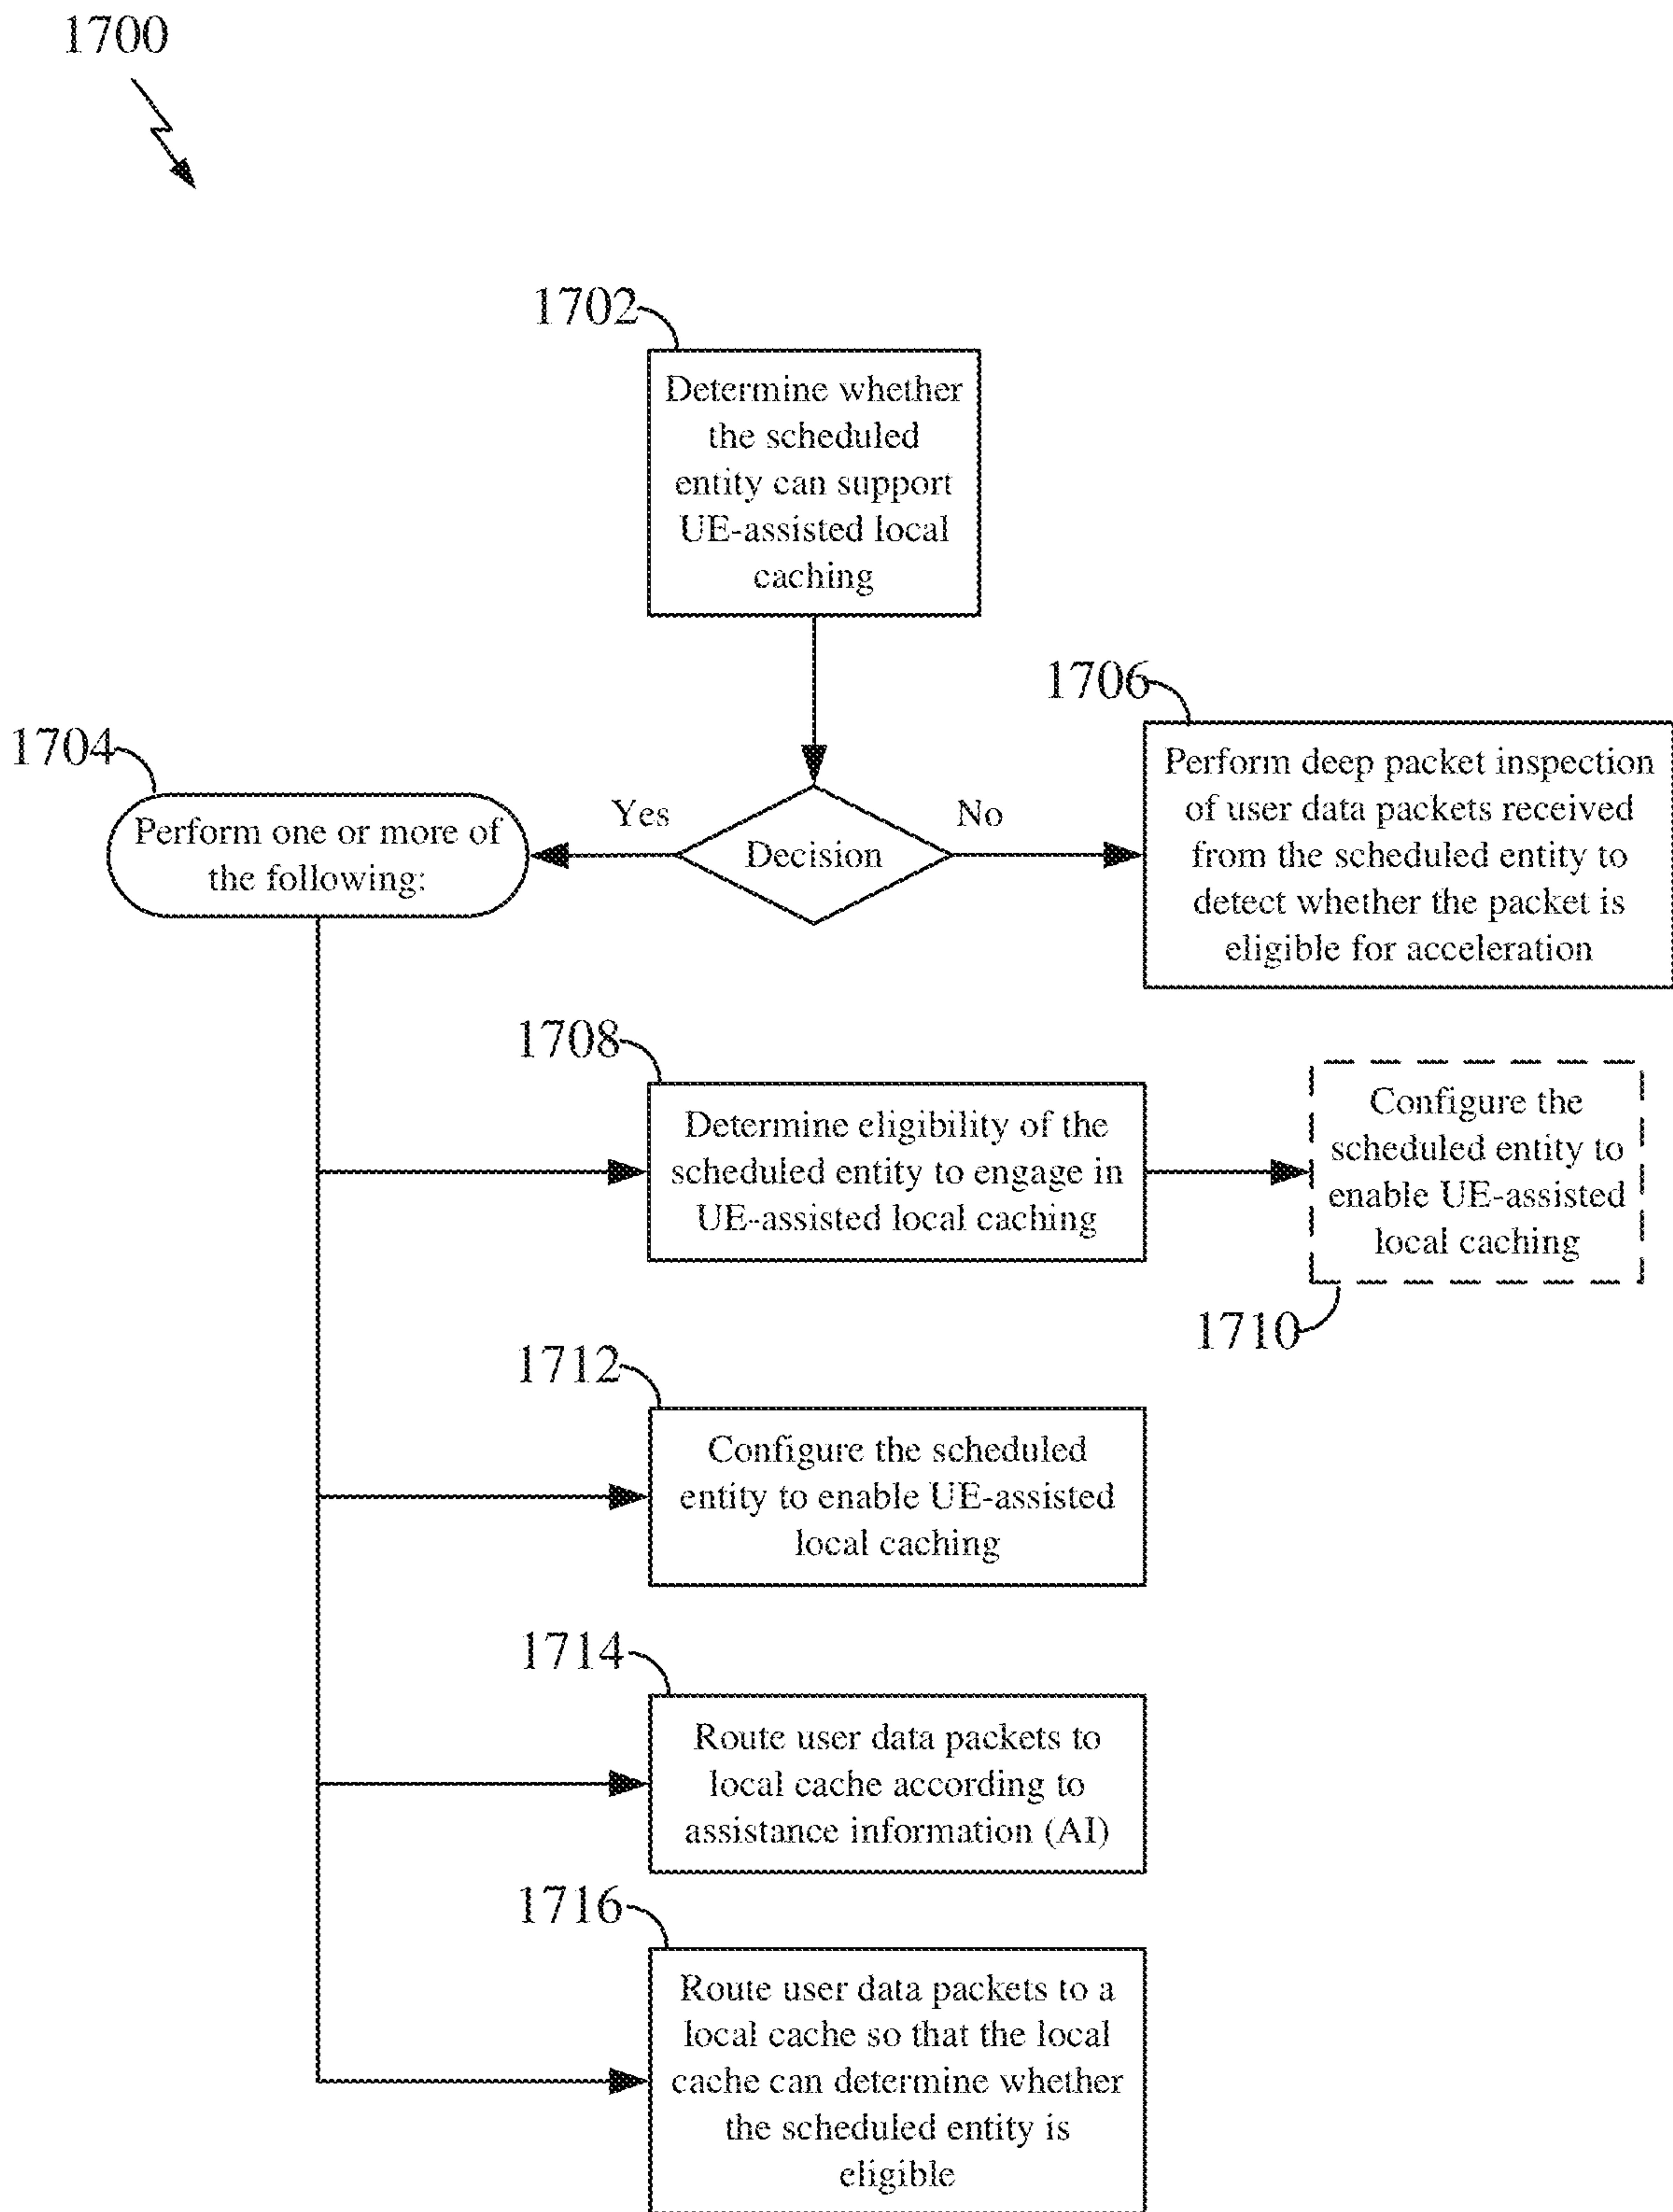 1700
1702
Determine whether
the scheduled
entity can support
UE-assisted local
caching
1704
Perform one or more of
the following:
Yes
Decision
No
1706
Perform deep packet inspection
of user data packets received
from the scheduled entity to
detect whether the packet is
eligible for acceleration
1708
Determine eligibility of the
scheduled entity to engage in
UE-assisted local caching
Configure the
scheduled entity to
enable UE-assisted
local caching
1710
1712
Configure the scheduled
entity to enable UE-assisted
local caching
1714
Route user data packets to
local cache according to
assistance information (AI)
1716
Route user data packets to a
local cache so that the local
cache can determine whether
the scheduled entity is
eligible